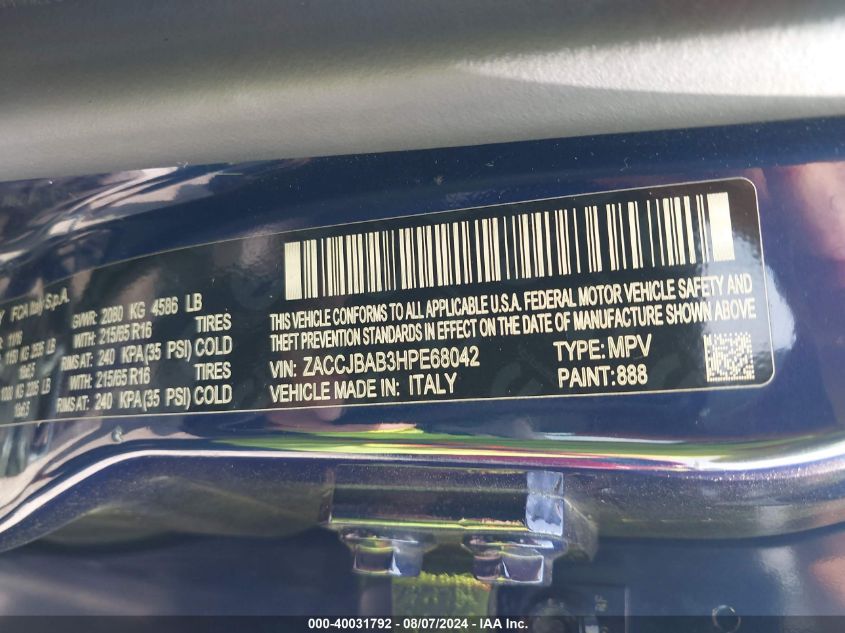 FCA Italy S.p.A.
GVWR: 2080 KG 4586 LB
WITH: 215/65 R16 TIRES
RIMS AT: 240 KPA(35 PSI) COLD
WITH: 215/65 R16 TIRES
RIMS AT: 240 KPA(35 PSI) COLD
THIS VEHICLE CONFORMS TO ALL APPLICABLE U.S.A. FEDERAL MOTOR VEHICLE SAFETY AND
THEFT PREVENTION STANDARDS IN EFFECT ON THE DATE OF MANUFACTURE SHOWN ABOVE
VIN: ZACCJBAB3HPE68042 TYPE: MPV
VEHICLE MADE IN: ITALY PAINT: 888
000-40031792 - 08/07/2024 - IAA Inc.